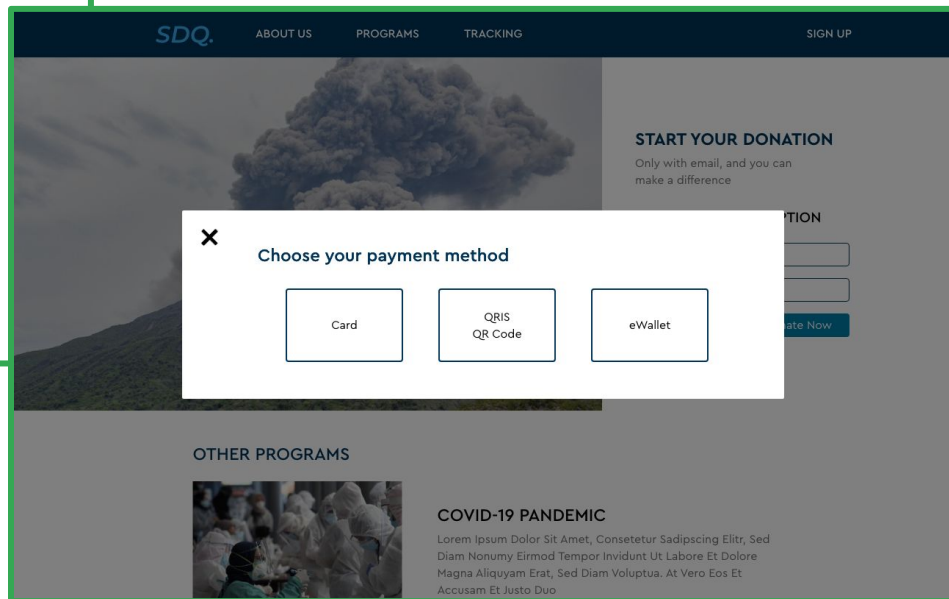 SDQ.
ABOUT US
PROGRAMS
TRACKING
SIGN UP
START YOUR DONATION
Only with email, and you can
make a difference
Choose your payment method
Card
QRIS
QR Code
eWallet
Now
OTHER PROGRAMS
COVID-19 PANDEMIC
Lorem Ipsum Dolor Sit Amet, Consetetur Sadipscing Elitr, Sed
Diam Nonumy Eirmod Tempor Invidunt Ut Labore Et Dolore
Magna Aliquyam Erat, Sed Diam Voluptua. At Vero Eos Et
Accusam Et Justo Duo